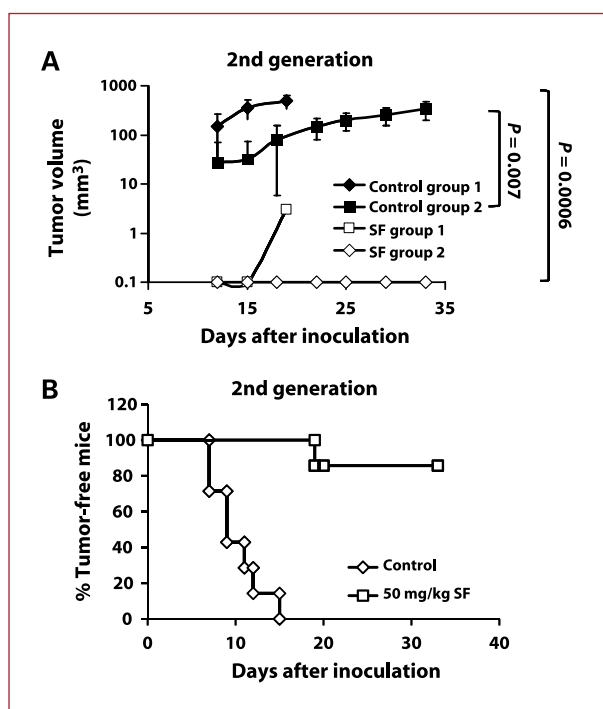 A
2nd generation
Tumor volume
(mm³)
1000
100
10
1
0.1
5
15
25
35
Days after inoculation
Control group 1
Control group 2
SF group 1
SF group 2
P = 0.007
P = 0.0006
B
2nd generation
% Tumor-free mice
120
100
80
60
40
20
0
0
10
20
30
40
Days after inoculation
Control
50 mg/kg SF